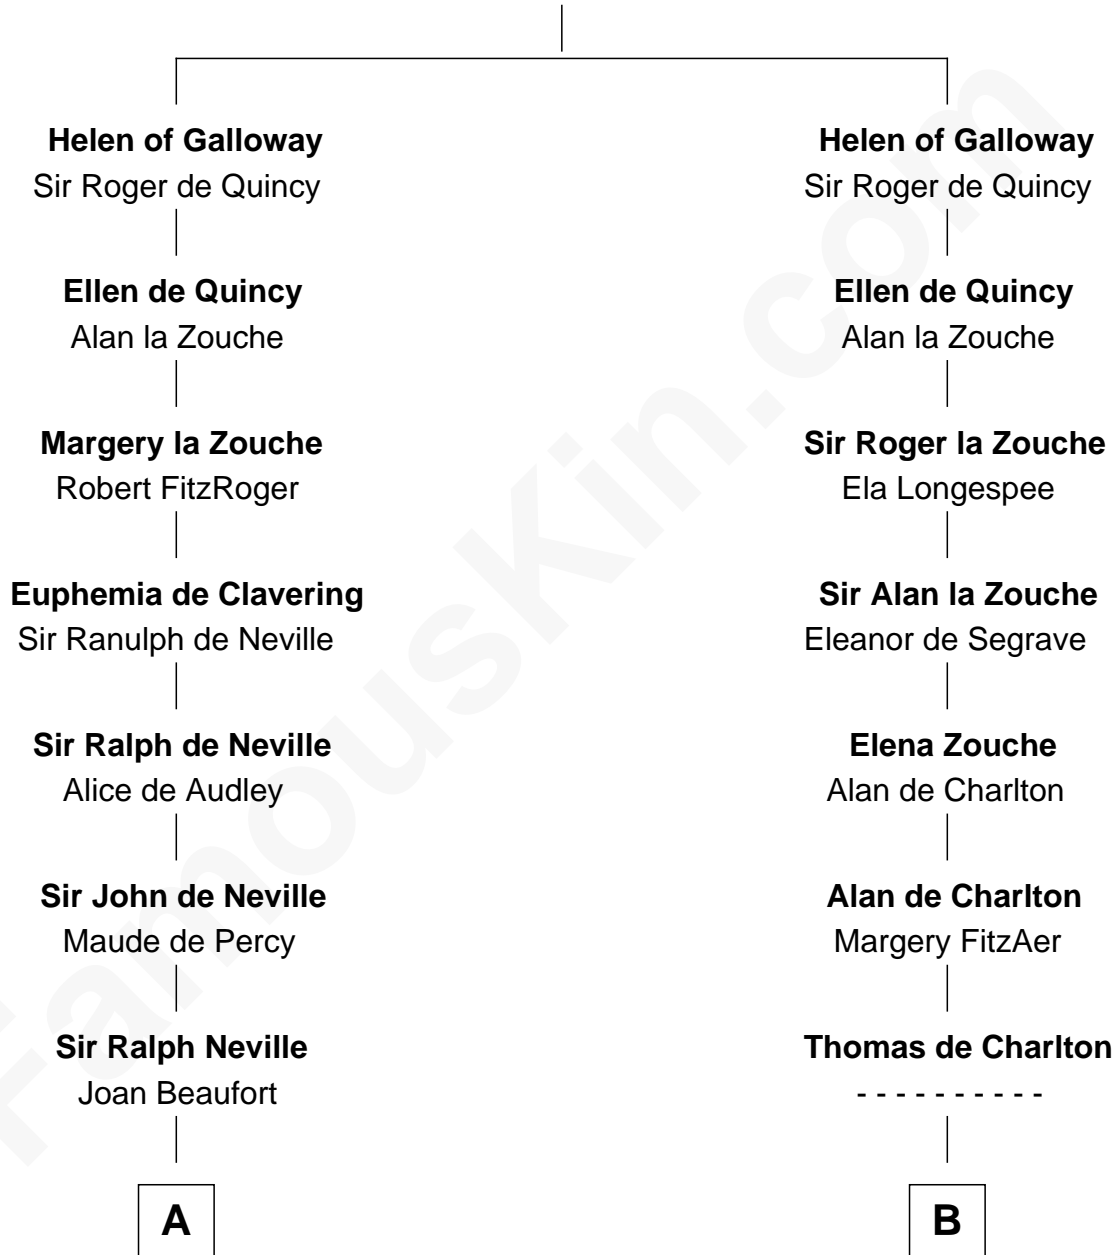 Helen of Galloway
Sir Roger de Quincy
Ellen de Quincy
Alan la Zouche
Margery la Zouche
Robert FitzRoger
Euphemia de Clavering
Sir Ranulph de Neville
Sir Ralph de Neville
Alice de Audley
Sir John de Neville
Maude de Percy
Sir Ralph Neville
Joan Beaufort
A
Helen of Galloway
Sir Roger de Quincy
Ellen de Quincy
Alan la Zouche
Sir Roger la Zouche
Ela Longespee
Sir Alan la Zouche
Eleanor de Segrave
Elena Zouche
Alan de Charlton
Alan de Charlton
Margery FitzAer
Thomas de Charlton
- - - - - - - - - -
B
FamousKin.com